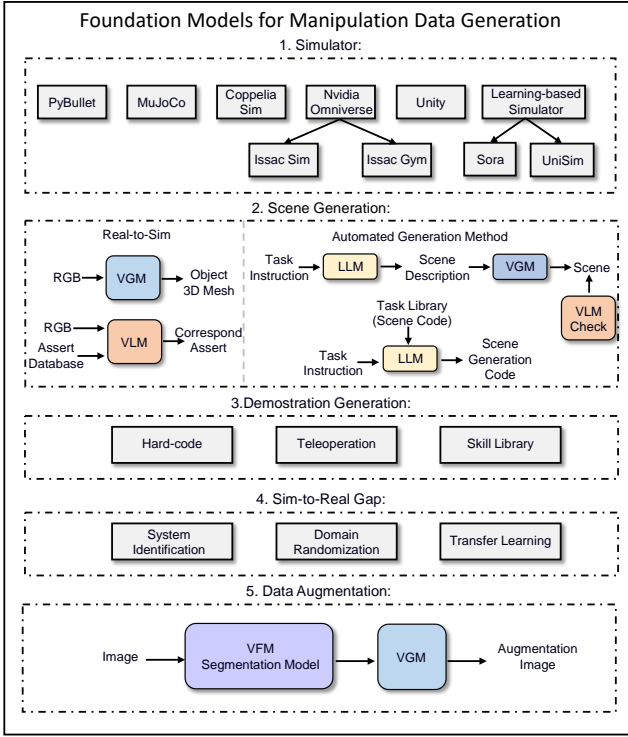 Foundation Models for Manipulation Data Generation
1. Simulator:
PyBullet
MuJoCo
Coppelia
Sim
Nvidia
Omniverse
Unity
Learning-based
Simulator
Issac Sim
Issac Gym
Sora
UniSim
2. Scene Generation:
Real-to-Sim
RGB
VGM
Object
3D Mesh
RGB
Assert
Database
VLM
Correspond
Assert
Automated Generation Method
Task
Instruction
LLM
Scene
Description
VGM
Scene
VLM
Check
Task Library
(Scene Code)
Task
Instruction
LLM
Scene
Generation
Code
3.Demostration Generation:
Hard-code
Teleoperation
Skill Library
4. Sim-to-Real Gap:
System
Identification
Domain
Randomization
Transfer Learning
5. Data Augmentation:
Image
VFM
Segmentation Model
VGM
Augmentation
Image